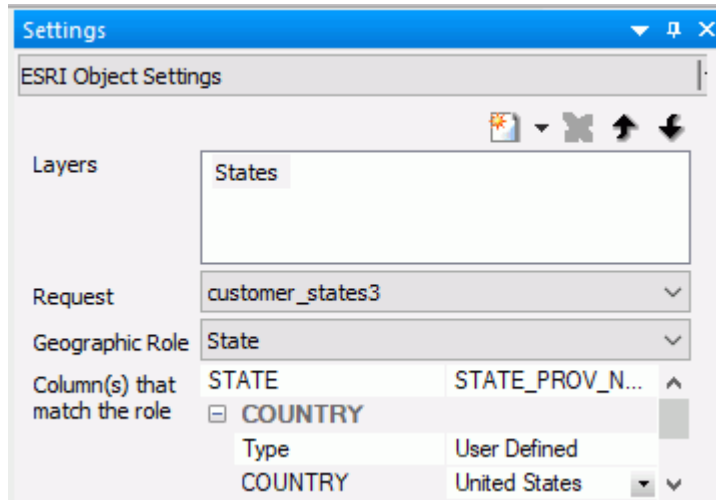 Settings
ESRI Object Settings
Layers
States
Request
customer_states3
Geographic Role
State
Column(s) that
match the role
STATE
STATE_PROV_N...
COUNTRY
Type
User Defined
COUNTRY
United States